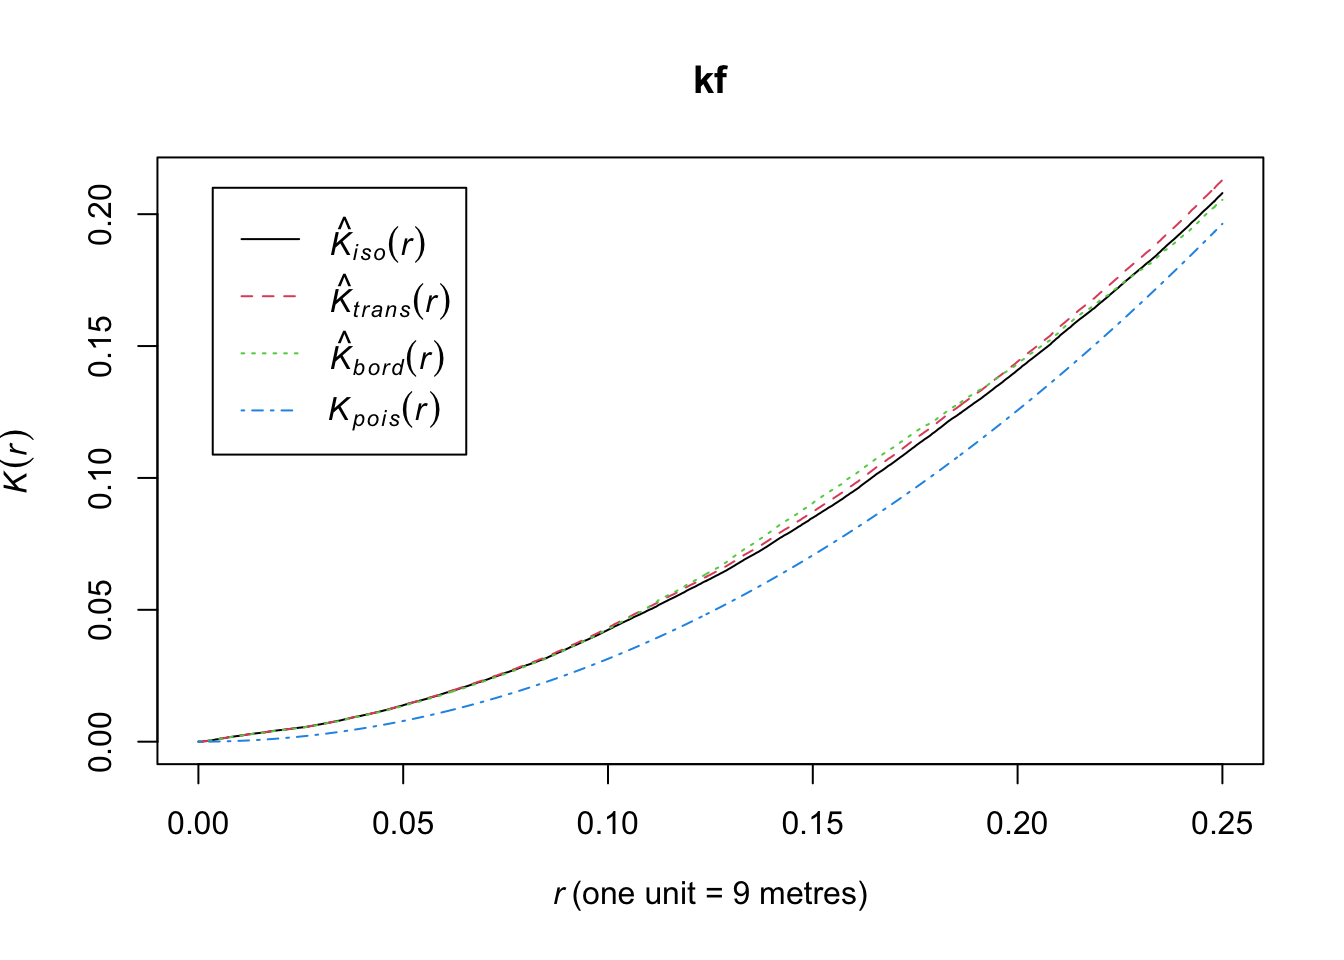 kf
K̂iso(r)
K̂trans(r)
K̂bord(r)
Kpois(r)
K(r)
0.20
0.15
0.10
0.05
0.00
0.00 0.05 0.10 0.15 0.20 0.25
r (one unit = 9 metres)